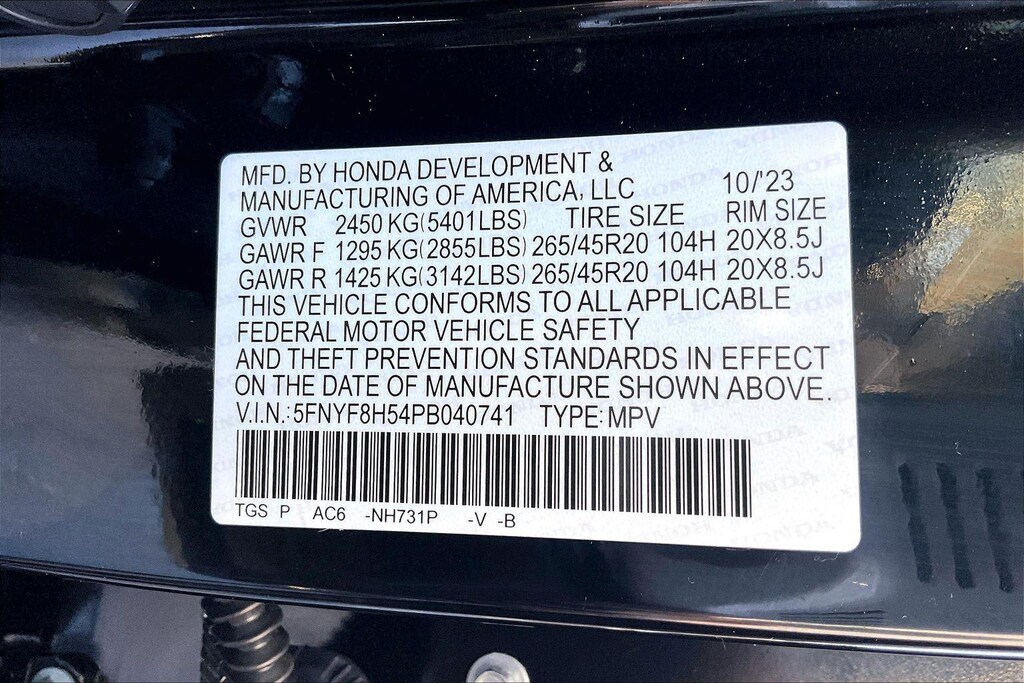 MFD. BY HONDA DEVELOPMENT &
MANUFACTURING OF AMERICA, LLC 10/'23
GVWR 2450 KG(5401LBS) TIRE SIZE RIM SIZE
GAWR F 1295 KG(2855LBS) 265/45R20 104H 20X8.5J
GAWR R 1425 KG(3142LBS) 265/45R20 104H 20X8.5J
THIS VEHICLE CONFORMS TO ALL APPLICABLE
FEDERAL MOTOR VEHICLE SAFETY
AND THEFT PREVENTION STANDARDS IN EFFECT
ON THE DATE OF MANUFACTURE SHOWN ABOVE.
V.I.N.: 5FNYF8H54PB040741 TYPE: MPV
TGS P AC6 -NH731P -V -B